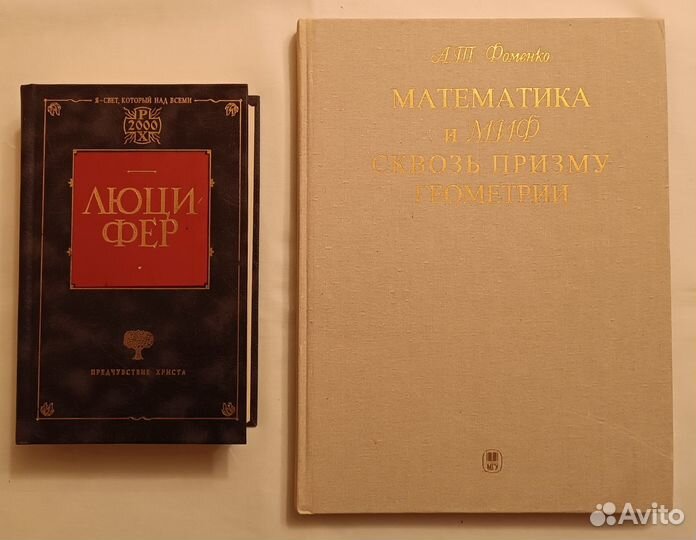 Я-СВЕТ, КОТОРЫЙ НАД ВСЕМИ
P
2000
X
ЛЮЦИ
ФЕР
ПРЕДЧУВСТВИЕ ХРИСТА
А.Т. Фоменко
МАТЕМАТИКА
и МИФ
СКВОЗЬ ПРИЗМУ
ГЕОМЕТРИИ
МГУ
Avito